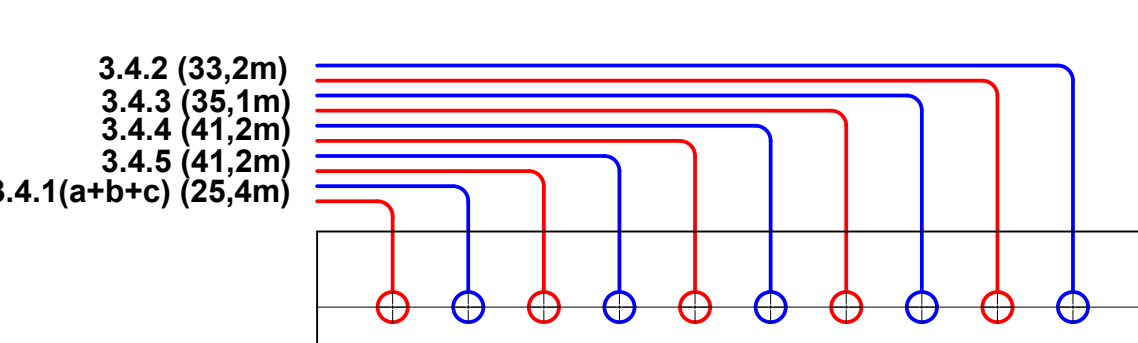 3.4.2 (33,2m)
3.4.3 (35,1m)
3.4.4 (41,2m)
3.4.5 (41,2m)
3.4.1(a+b+c) (25,4m)